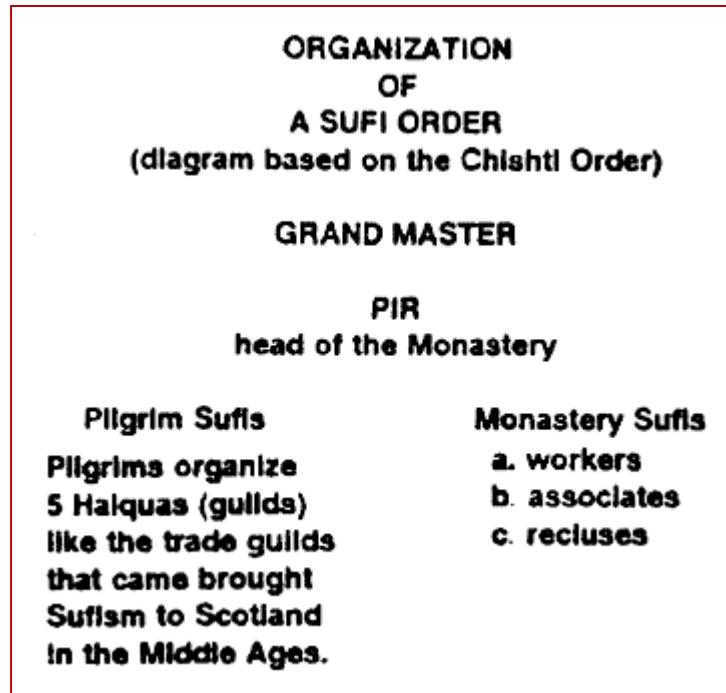 ORGANIZATION
OF
A SUFI ORDER
(diagram based on the Chishti Order)
GRAND MASTER
PIR
head of the Monastery
Pilgrim Sufis
Pilgrims organize
5 Halquas (guilds)
like the trade guilds
that came brought
Sufism to Scotland
in the Middle Ages.
Monastery Sufis
a. workers
b. associates
c. recluses